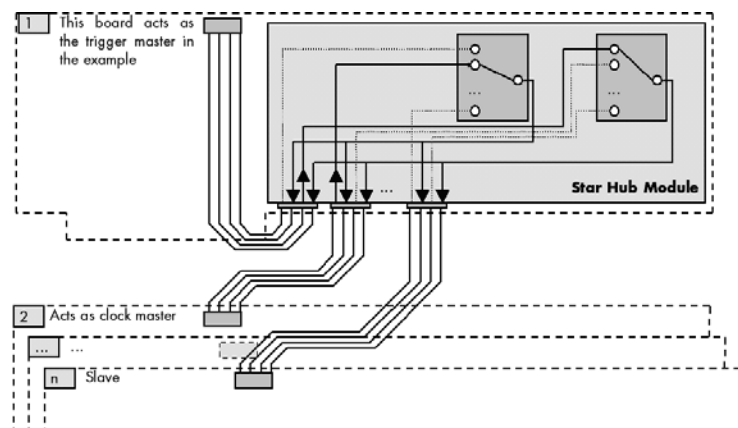 1 This board acts as
the trigger master in
the example
...
...
...
Star Hub Module
2 Acts as clock master
... ...
n Slave